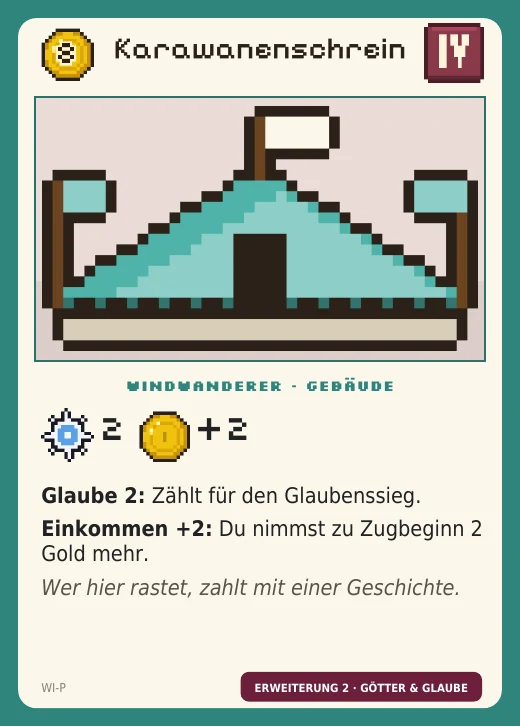 8 Karawanenschrein IV
WINDWANDERER - GEBÄUDE
2 +2
Glaube 2: Zählt für den Glaubenssieg.
Einkommen +2: Du nimmst zu Zugbeginn 2
Gold mehr.
Wer hier rastet, zahlt mit einer Geschichte.
WI-P
ERWEITERUNG 2 · GÖTTER & GLAUBE